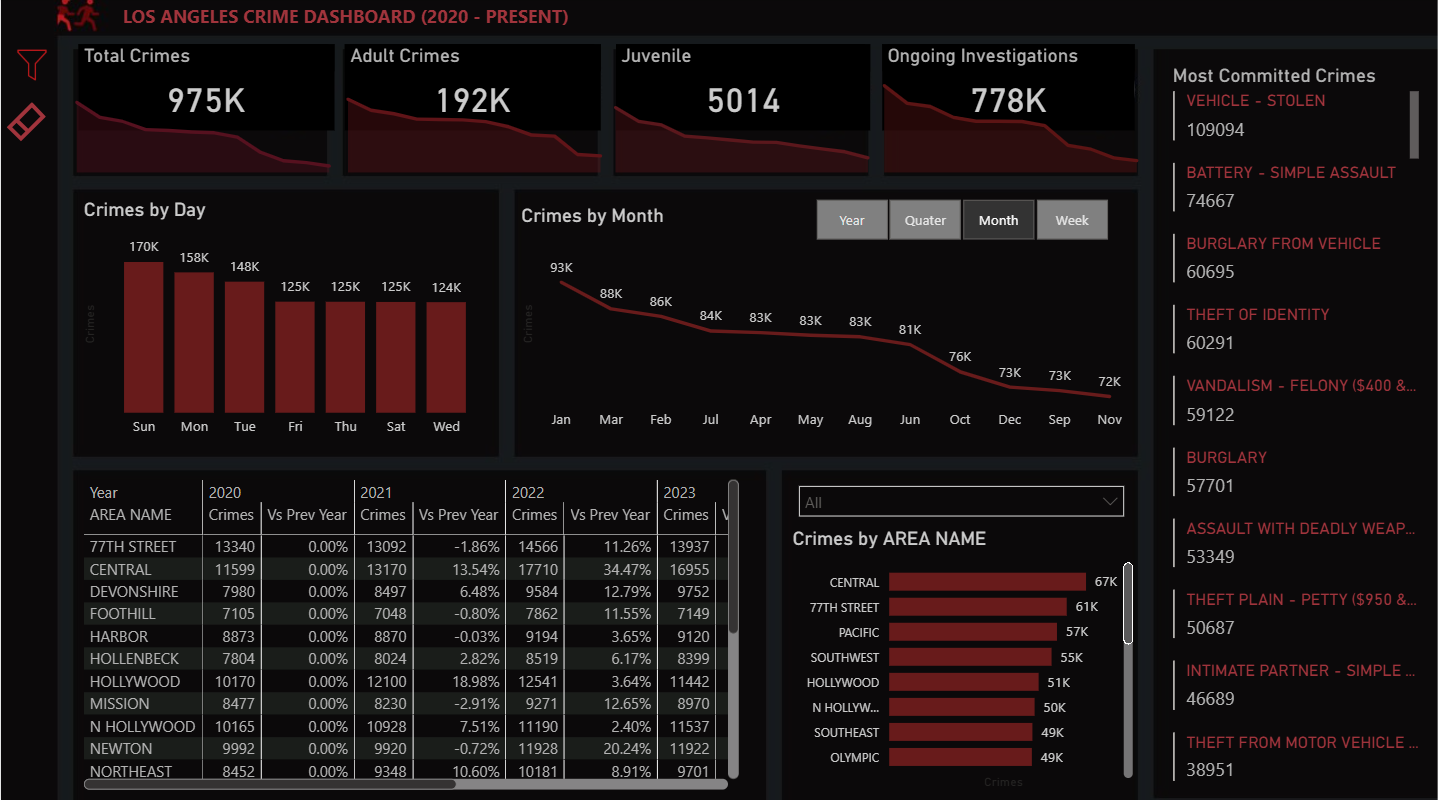 LOS ANGELES CRIME DASHBOARD (2020 - PRESENT)
Total Crimes
975K
Adult Crimes
192K
Juvenile
5014
Ongoing Investigations
778K
Most Committed Crimes
VEHICLE - STOLEN
109094
BATTERY - SIMPLE ASSAULT
74667
BURGLARY FROM VEHICLE
60695
THEFT OF IDENTITY
60291
VANDALISM - FELONY ($400 &...
59122
BURGLARY
57701
ASSAULT WITH DEADLY WEAP...
53349
THEFT PLAIN - PETTY ($950 &...
50687
INTIMATE PARTNER - SIMPLE ...
46689
THEFT FROM MOTOR VEHICLE ...
38951
Crimes by Day
Crimes
170K 158K 148K 125K 125K 125K 124K
Sun Mon Tue Fri Thu Sat Wed
Crimes by Month
Year Quater Month Week
Crimes
93K 88K 86K 84K 83K 83K 83K 81K 76K 73K 73K 72K
Jan Mar Feb Jul Apr May Aug Jun Oct Dec Sep Nov
Year 2020 2021 2022 2023
AREA NAME Crimes Vs Prev Year Crimes Vs Prev Year Crimes Vs Prev Year Crimes V
77TH STREET 13340 0.00% 13092 -1.86% 14566 11.26% 13937
CENTRAL 11599 0.00% 13170 13.54% 17710 34.47% 16955
DEVONSHIRE 7980 0.00% 8497 6.48% 9584 12.79% 9752
FOOTHILL 7105 0.00% 7048 -0.80% 7862 11.55% 7149
HARBOR 8873 0.00% 8870 -0.03% 9194 3.65% 9120
HOLLENBECK 7804 0.00% 8024 2.82% 8519 6.17% 8399
HOLLYWOOD 10170 0.00% 12100 18.98% 12541 3.64% 11442
MISSION 8477 0.00% 8230 -2.91% 9271 12.65% 8970
N HOLLYWOOD 10165 0.00% 10928 7.51% 11190 2.40% 11537
NEWTON 9992 0.00% 9920 -0.72% 11928 20.24% 11922
NORTHEAST 8452 0.00% 9348 10.60% 10181 8.91% 9701
All
Crimes by AREA NAME
CENTRAL 67K
77TH STREET 61K
PACIFIC 57K
SOUTHWEST 55K
HOLLYWOOD 51K
N HOLLYW... 50K
SOUTHEAST 49K
OLYMPIC 49K
Crimes